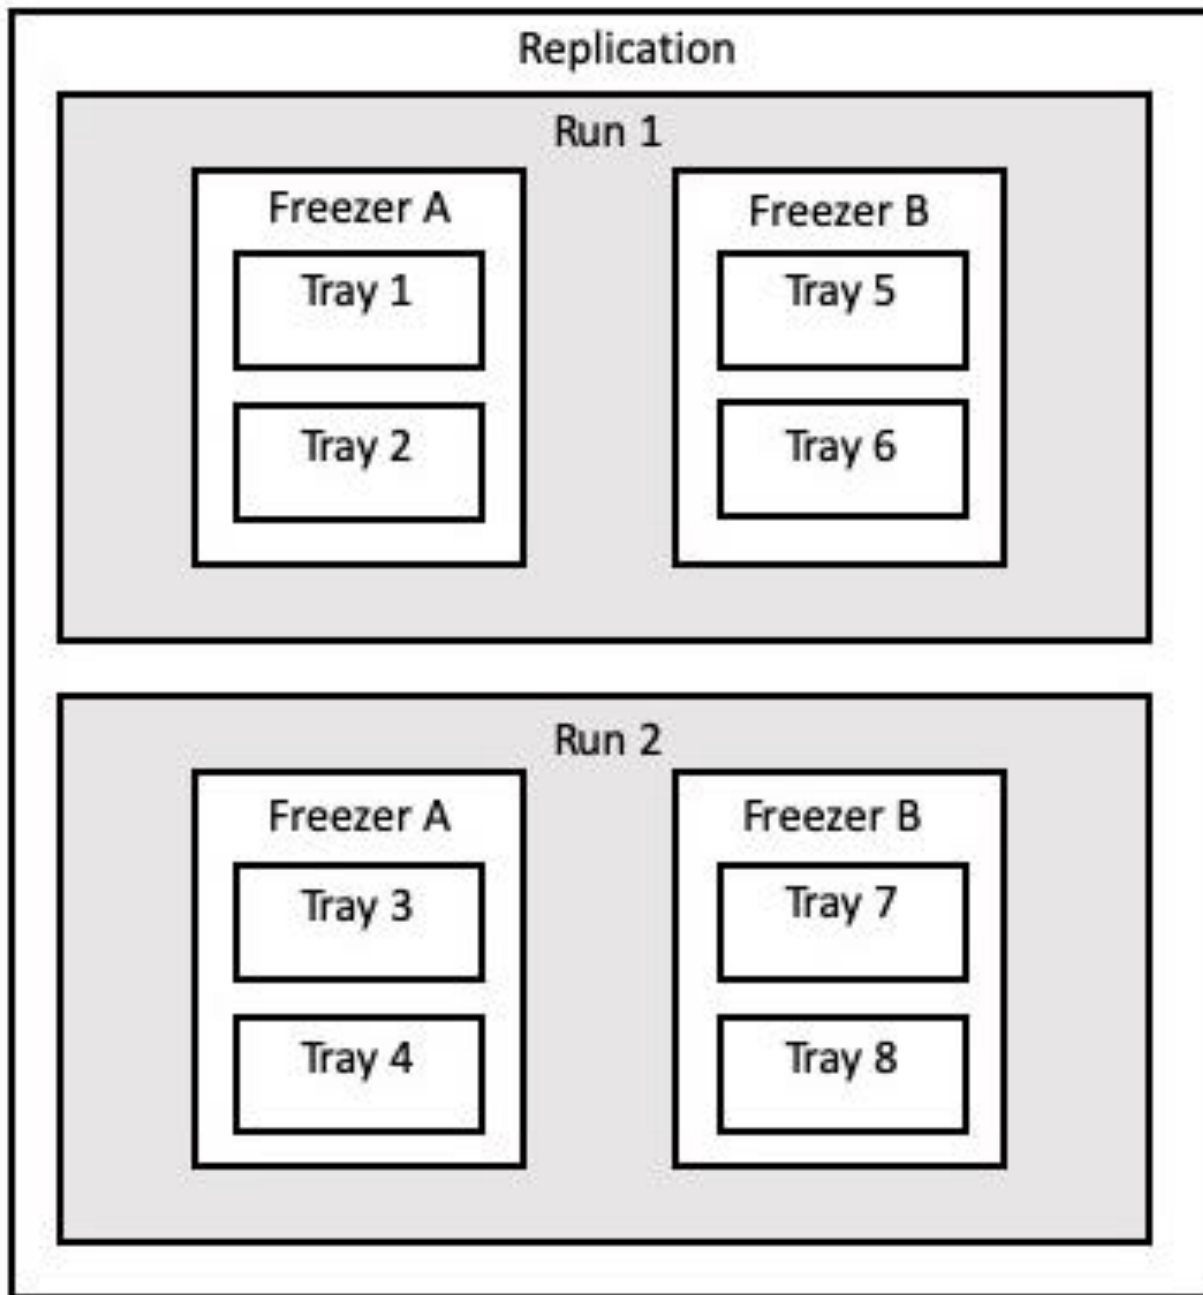 Replication
Run 1
Freezer A
Tray 1
Tray 2
Freezer B
Tray 5
Tray 6
Run 2
Freezer A
Tray 3
Tray 4
Freezer B
Tray 7
Tray 8